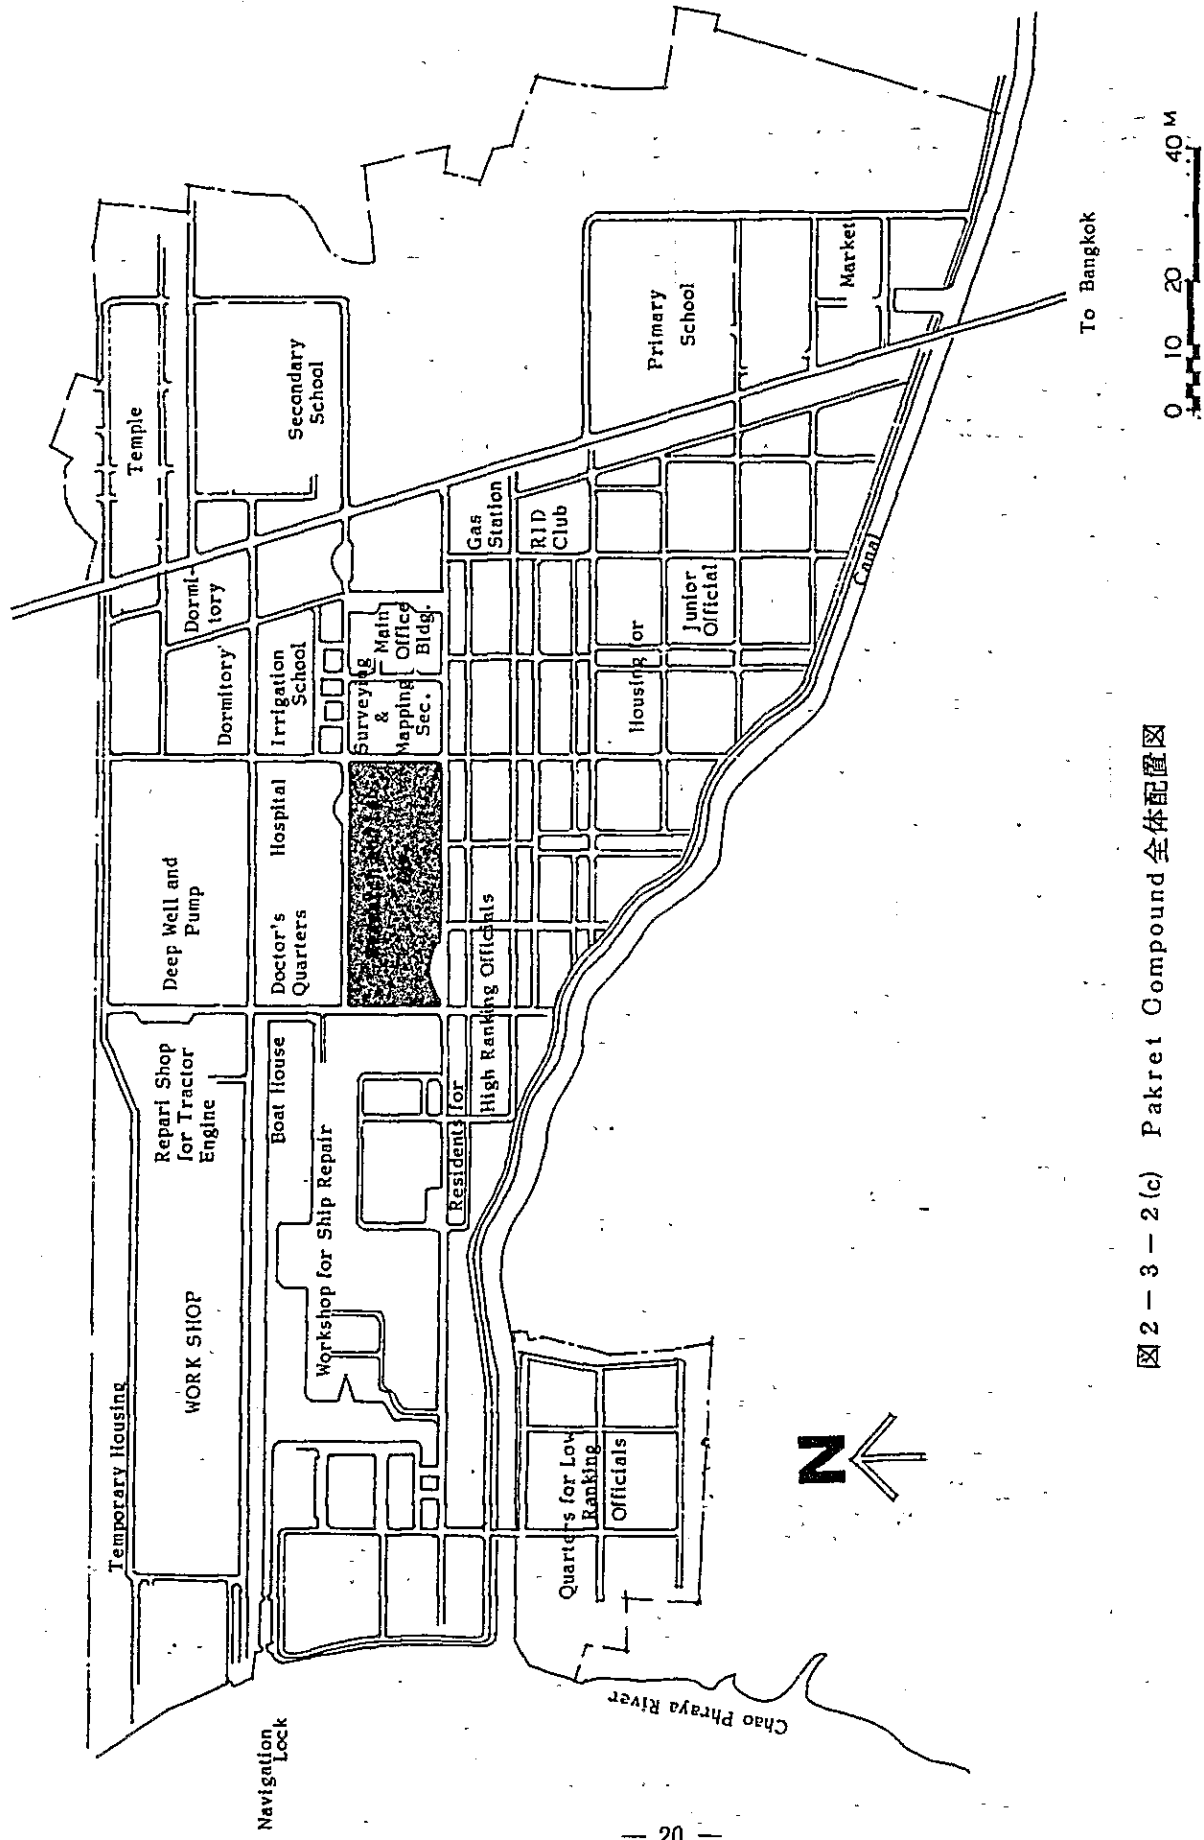 Navigation
Lock
Temporary Housing
WORK SHOP
Repari Shop
for Tractor
Engine
Deep Well and
Pump
Temple
Boat House
Workshop for Ship Repair
Doctor's
Quarters
Hospital
Irrigation
School
Dormitory'
Dormi-
tory
Secondary
School
Surveying
&
Mapping
Sec.
Main
Office
Bldg.
Residents for
High Ranking Officials
Gas
Station
RID
Club
Housing for
Junior
Official
Primary
School
Market
Canal
Quarters for Low
Ranking
Officials
Chao Phraya River
N
To Bangkok
0 10 20 40 M
図2-3-2(c) Pakret Compound 全体配置図
— 20 —